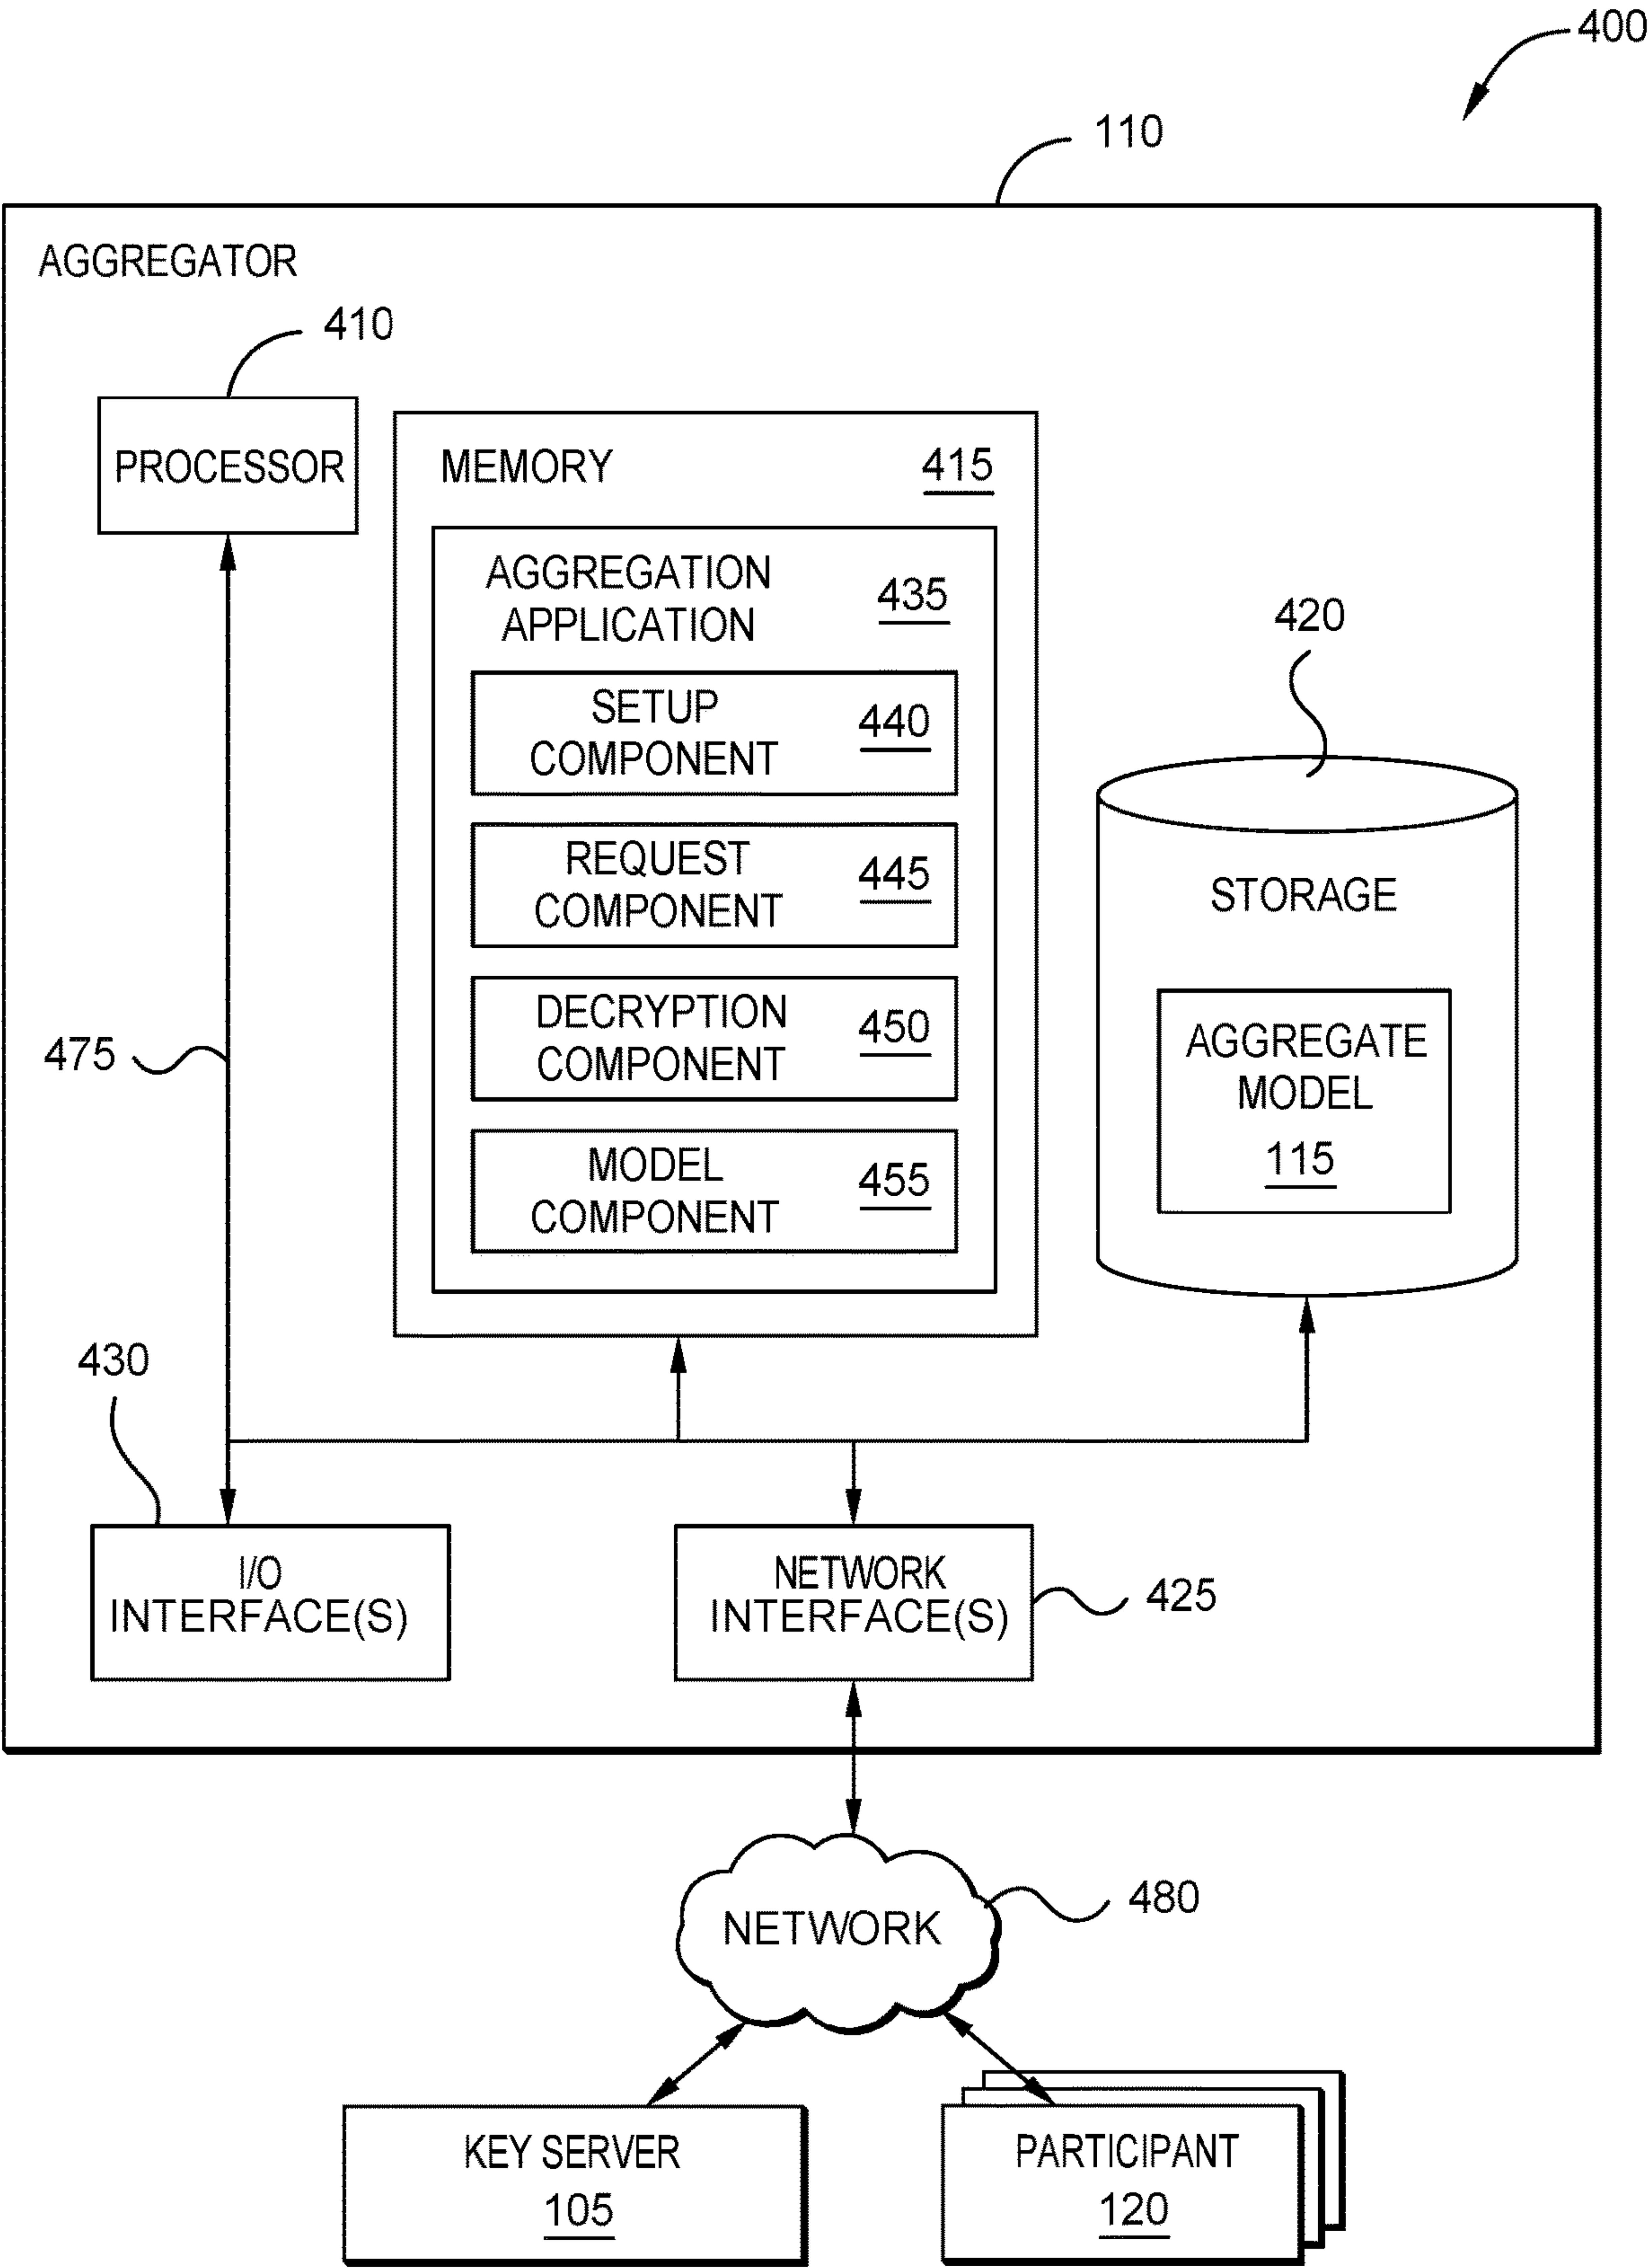 400
110
AGGREGATOR
410
PROCESSOR
MEMORY 415
AGGREGATION
APPLICATION 435
SETUP
COMPONENT 440
REQUEST
COMPONENT 445
DECRYPTION
COMPONENT 450
MODEL
COMPONENT 455
420
STORAGE
AGGREGATE
MODEL
115
475
430
I/O
INTERFACE(S)
NETWORK
INTERFACE(S)
425
NETWORK
480
KEY SERVER
105
PARTICIPANT
120